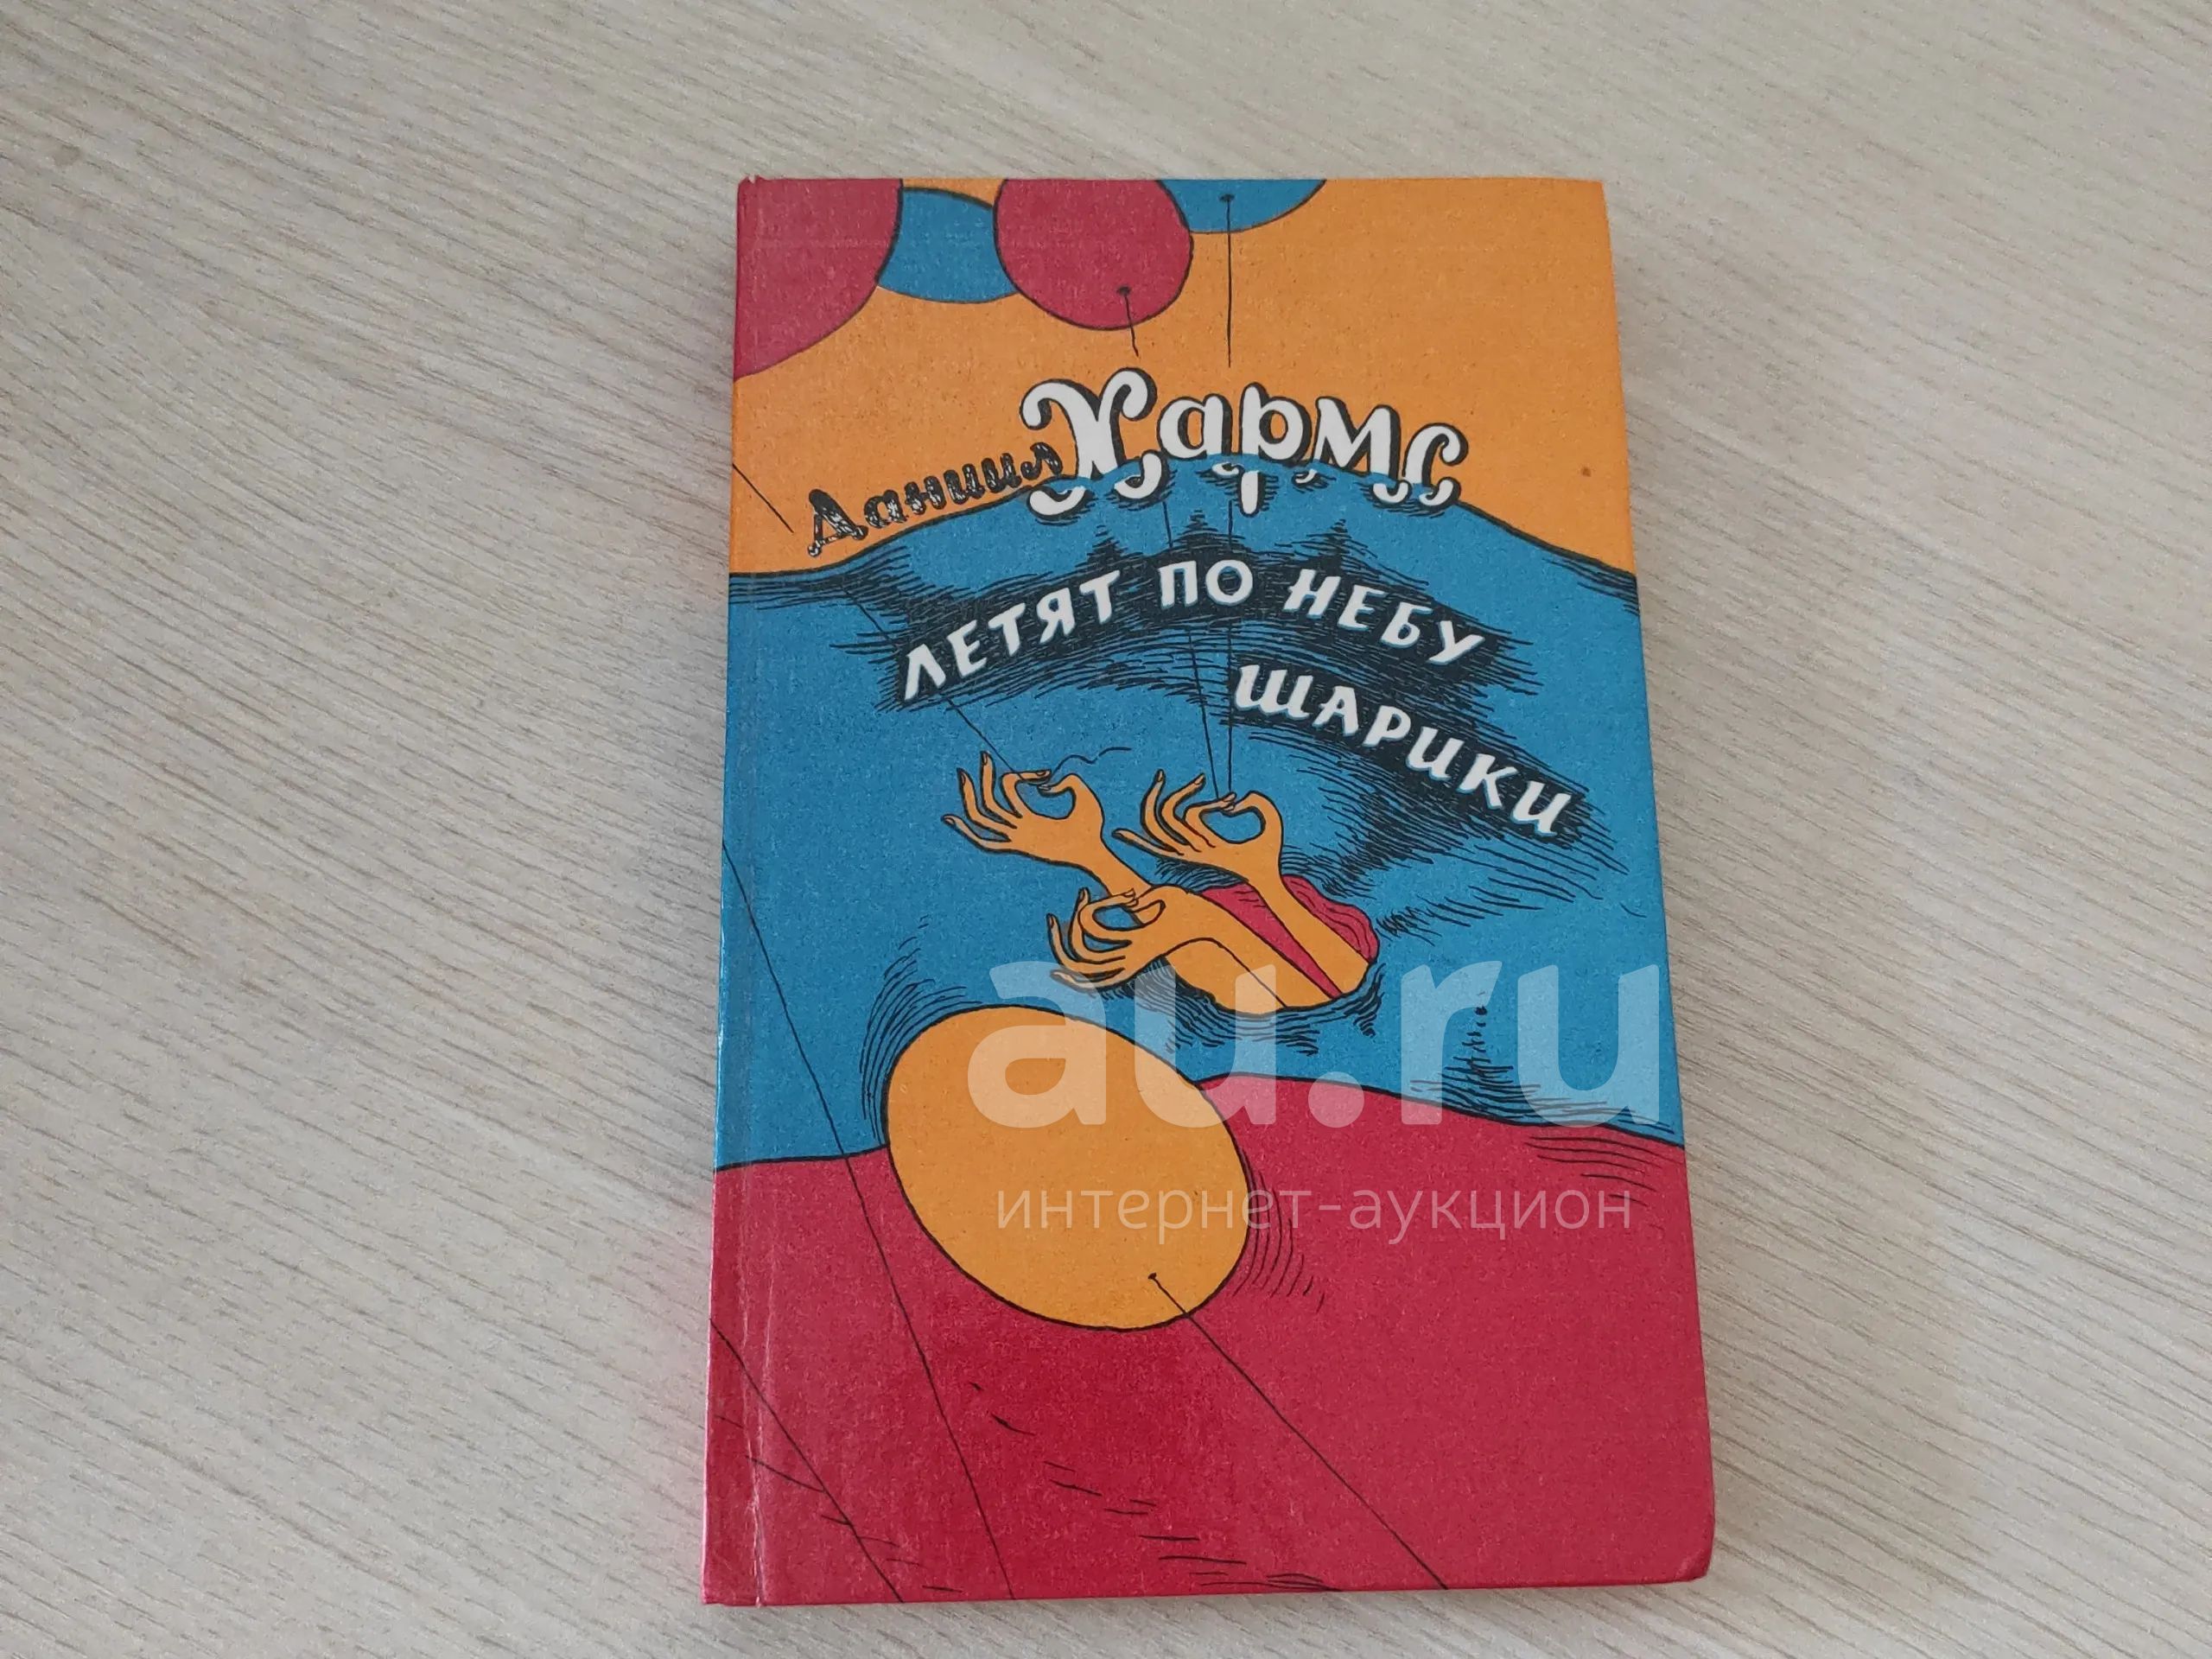 Даниил Хармс
ЛЕТЯТ ПО НЕБУ
ШАРИКИ
au.ru
интернет-аукцион